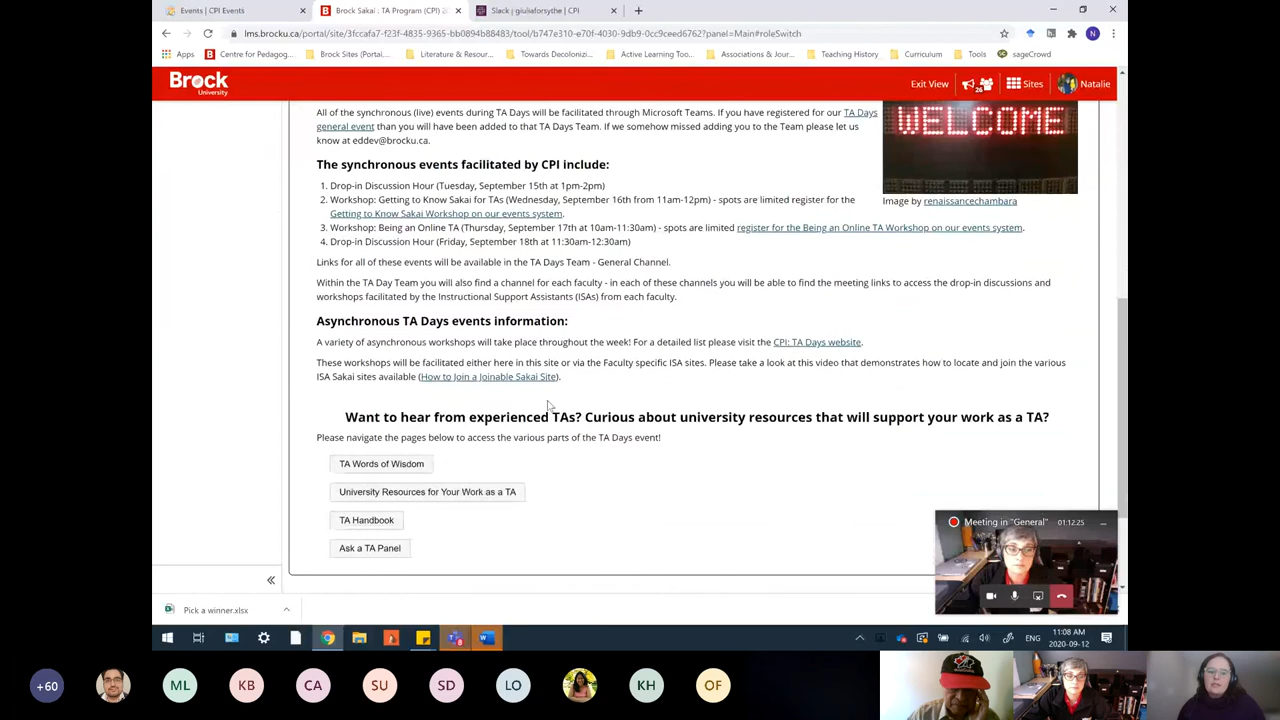 Events | CPI Events
Brock Sakai : TA Program (CPI) 2
Slack | giuliaforsythe | CPI
lms.brocku.ca/portal/site/3fccafa7-f23f-4835-9365-bb0894b88483/tool/b747e310-e70f-4030-9db9-0cc9ceed6762?panel=Main#roleSwitch
Apps
Centre for Pedagog...
Brock Sites (Portai...
Literature & Resour...
Towards Decolonizi...
Active Learning Too...
Associations & Jour...
Teaching History
Curriculum
Tools
sageCrowd
Brock
University
Exit View
26
Sites
Natalie
All of the synchronous (live) events during TA Days will be facilitated through Microsoft Teams. If you have registered for our TA Days
general event than you will have been added to that TA Days Team. If we somehow missed adding you to the Team please let us
know at eddev@brocku.ca.
WELCOME
Image by renaissancechambara
The synchronous events facilitated by CPI include:
1. Drop-in Discussion Hour (Tuesday, September 15th at 1pm-2pm)
2. Workshop: Getting to Know Sakai for TAs (Wednesday, September 16th from 11am-12pm) - spots are limited register for the
Getting to Know Sakai Workshop on our events system.
3. Workshop: Being an Online TA (Thursday, September 17th at 10am-11:30am) - spots are limited register for the Being an Online TA Workshop on our events system.
4. Drop-in Discussion Hour (Friday, September 18th at 11:30am-12:30am)
Links for all of these events will be available in the TA Days Team - General Channel.
Within the TA Day Team you will also find a channel for each faculty - in each of these channels you will be able to find the meeting links to access the drop-in discussions and
workshops facilitated by the Instructional Support Assistants (ISAs) from each faculty.
Asynchronous TA Days events information:
A variety of asynchronous workshops will take place throughout the week! For a detailed list please visit the CPI: TA Days website.
These workshops will be facilitated either here in this site or via the Faculty specific ISA sites. Please take a look at this video that demonstrates how to locate and join the various
ISA Sakai sites available (How to Join a Joinable Sakai Site).
Want to hear from experienced TAs? Curious about university resources that will support your work as a TA?
Please navigate the pages below to access the various parts of the TA Days event!
TA Words of Wisdom
University Resources for Your Work as a TA
TA Handbook
Ask a TA Panel
Meeting in "General"
01:12:25
Pick a winner.xlsx
ENG
11:08 AM
2020-09-12
+60
ML
KB
CA
SU
SD
LO
KH
OF